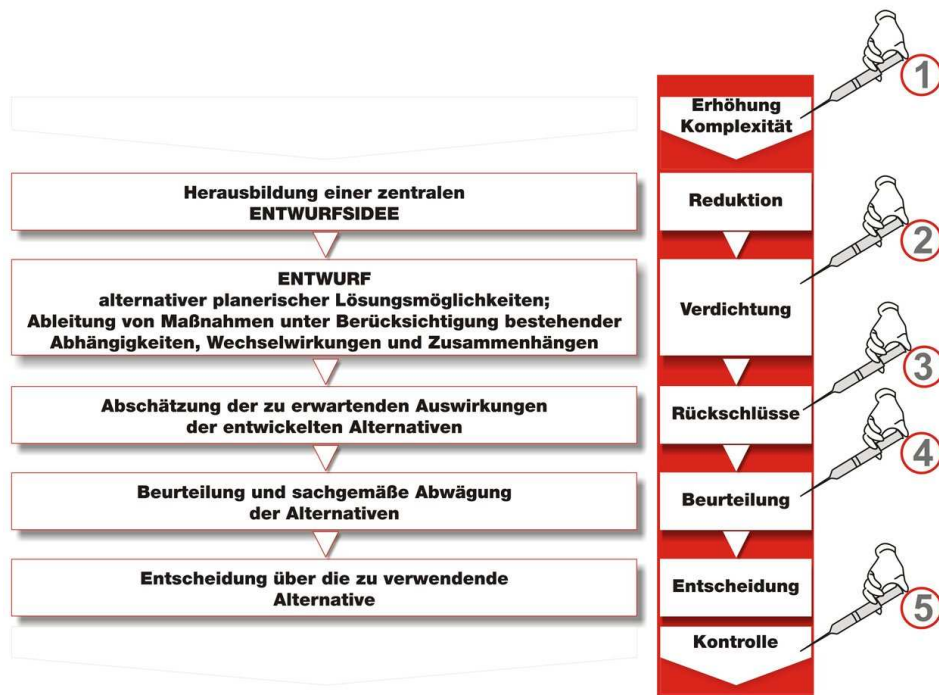 1
Erhöhung
Komplexität
Herausbildung einer zentralen
ENTWURFSIDEE
Reduktion
2
ENTWURF
alternativer planerischer Lösungsmöglichkeiten;
Ableitung von Maßnahmen unter Berücksichtigung bestehender
Abhängigkeiten, Wechselwirkungen und Zusammenhängen
Verdichtung
3
Abschätzung der zu erwartenden Auswirkungen
der entwickelten Alternativen
Rückschlüsse
4
Beurteilung und sachgemäße Abwägung
der Alternativen
Beurteilung
Entscheidung über die zu verwendende
Alternative
Entscheidung
5
Kontrolle